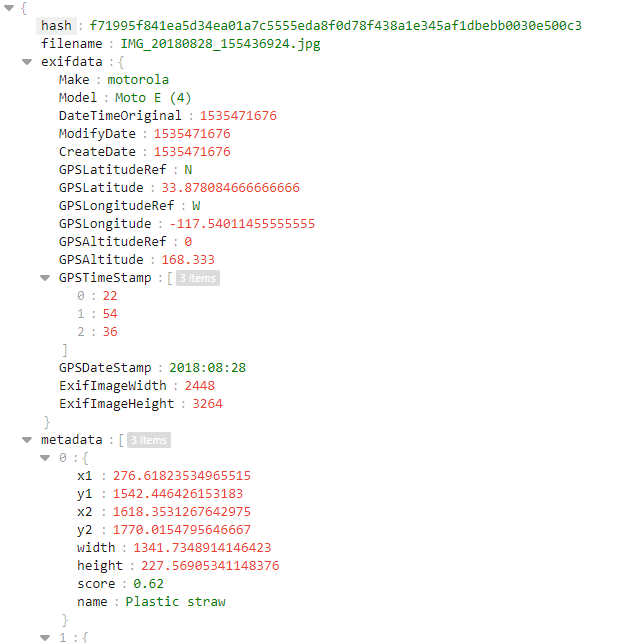 {
hash : f71995f841ea5d34ea01a7c5555eda8f0d78f438a1e345af1dbebb0030e500c3
filename : IMG_20180828_155436924.jpg
exifdata : {
Make : motorola
Model : Moto E (4)
DateTimeOriginal : 1535471676
ModifyDate : 1535471676
CreateDate : 1535471676
GPSLatitudeRef : N
GPSLatitude : 33.878084666666666
GPSLongitudeRef : W
GPSLongitude : -117.54011455555555
GPSAltitudeRef : 0
GPSAltitude : 168.333
GPSTimeStamp : [ 3 items
0 : 22
1 : 54
2 : 36
]
GPSDateStamp : 2018:08:28
ExifImageWidth : 2448
ExifImageHeight : 3264
}
metadata : [ 3 items
0 : {
x1 : 276.61823534965515
y1 : 1542.446426153183
x2 : 1618.3531267642975
y2 : 1770.0154795646667
width : 1341.7348914146423
height : 227.56905341148376
score : 0.62
name : Plastic straw
}
1 : {